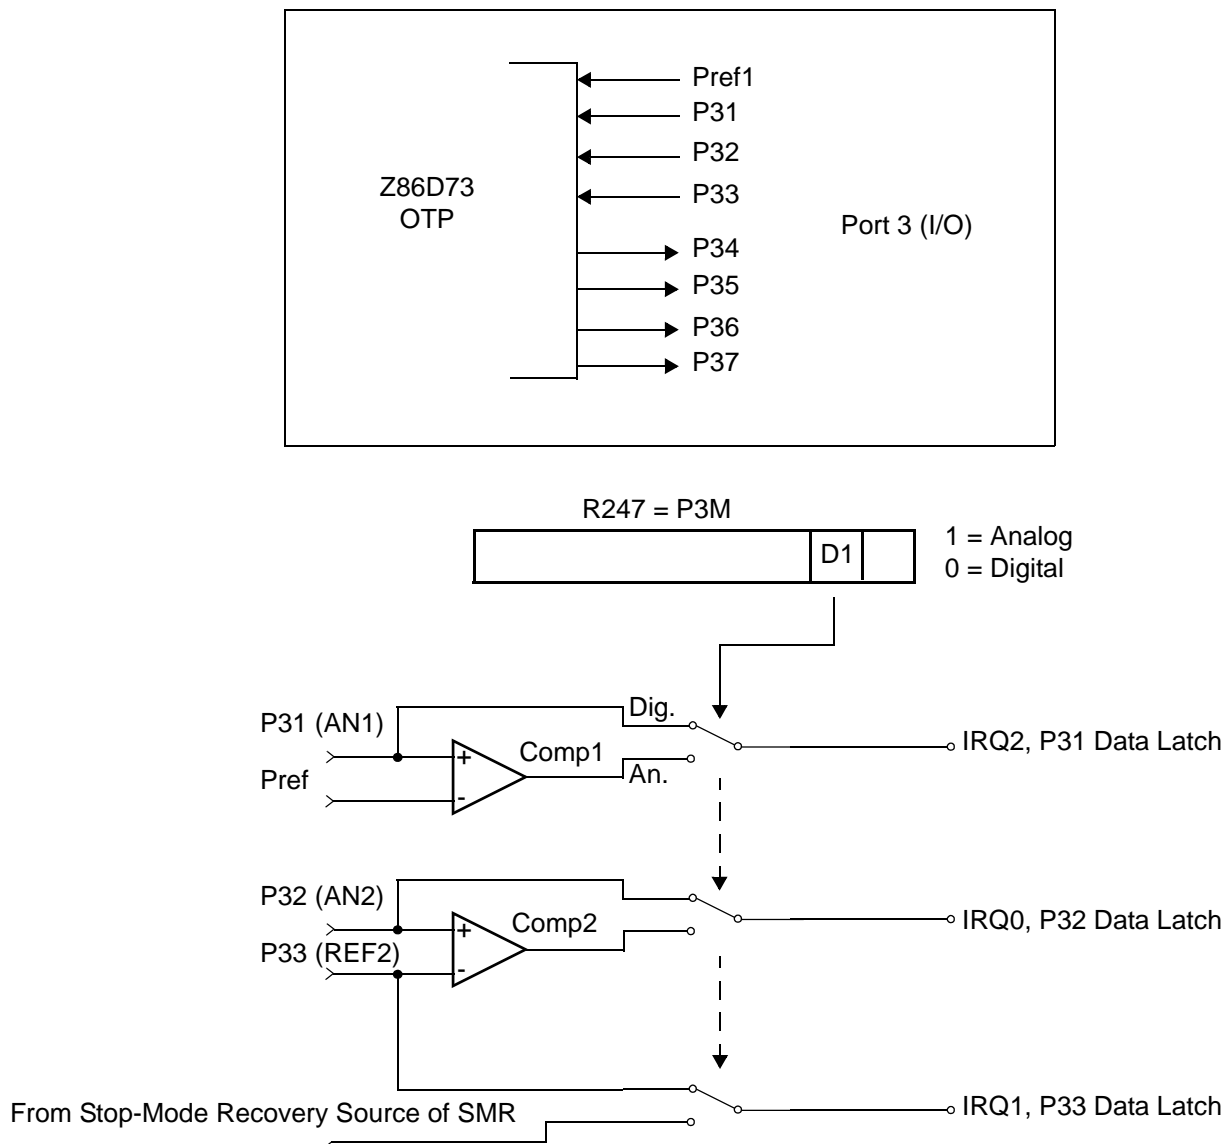 Pref1
P31
P32
P33
Z86D73
OTP
Port 3 (I/O)
P34
P35
P36
P37
R247 = P3M
D1
1 = Analog
0 = Digital
Dig.
P31 (AN1)
+
Comp1
IRQ2, P31 Data Latch
An.
Pref
-
P32 (AN2)
+
Comp2
IRQ0, P32 Data Latch
P33 (REF2)
-
From Stop-Mode Recovery Source of SMR
IRQ1, P33 Data Latch